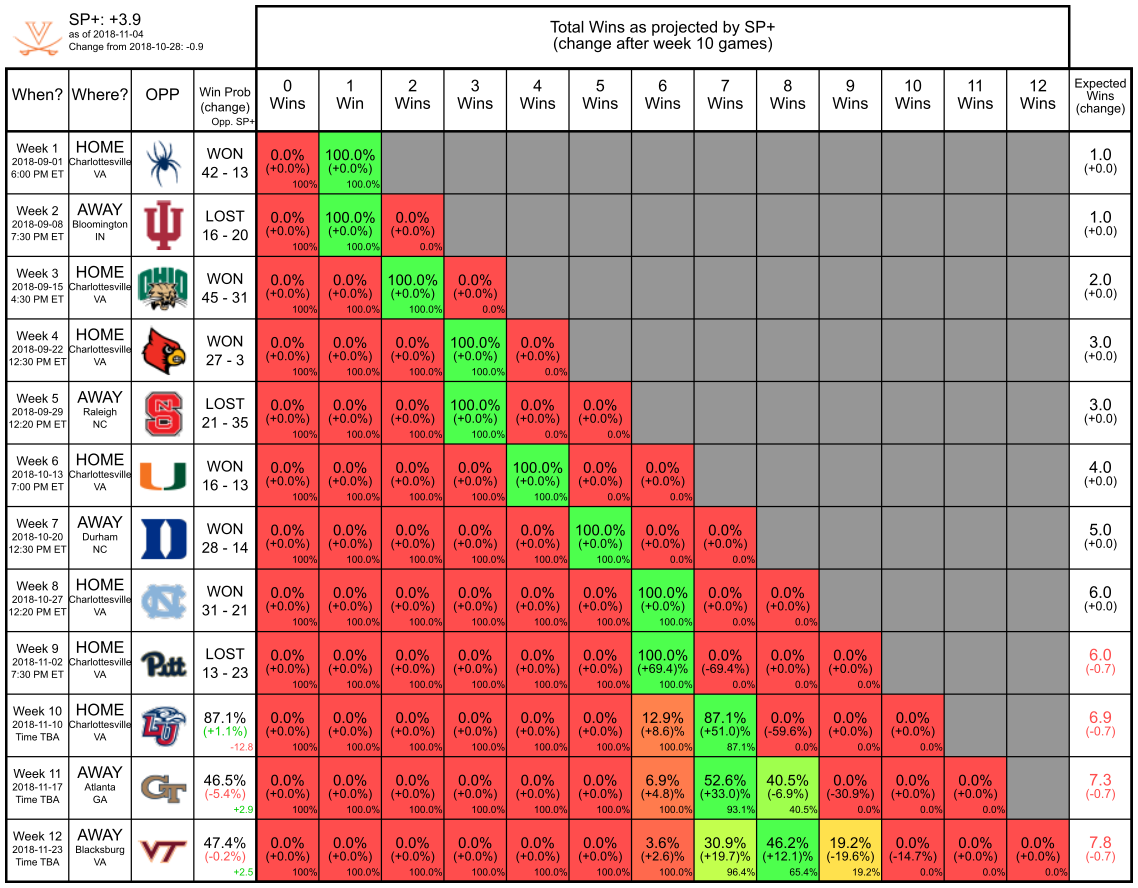 SP+: +3.9
as of 2018-11-04
Change from 2018-10-28: -0.9
Total Wins as projected by SP+
(change after week 10 games)
When? Where? OPP Win Prob (change) Opp. SP+ 0 Wins 1 Win 2 Wins 3 Wins 4 Wins 5 Wins 6 Wins 7 Wins 8 Wins 9 Wins 10 Wins 11 Wins 12 Wins Expected Wins (change)
Week 1 HOME
2018-09-01 Charlottesville WON 0.0% 100.0% 1.0
6:00 PM ET VA 42 - 13 (+0.0%) (+0.0%) (+0.0)
100% 100.0%
Week 2 AWAY
2018-09-08 Bloomington LOST 0.0% 100.0% 0.0% 1.0
7:30 PM ET IN 16 - 20 (+0.0%) (+0.0%) (+0.0%) (+0.0)
100% 100.0% 0.0%
Week 3 HOME
2018-09-15 Charlottesville OHIO WON 0.0% 0.0% 100.0% 0.0% 2.0
4:30 PM ET VA 45 - 31 (+0.0%) (+0.0%) (+0.0%) (+0.0%) (+0.0)
100% 100.0% 100.0% 0.0%
Week 4 HOME
2018-09-22 Charlottesville WON 0.0% 0.0% 0.0% 100.0% 0.0% 3.0
12:30 PM ET VA 27 - 3 (+0.0%) (+0.0%) (+0.0%) (+0.0%) (+0.0%) (+0.0)
100% 100.0% 100.0% 100.0% 0.0%
Week 5 AWAY
2018-09-29 Raleigh LOST 0.0% 0.0% 0.0% 100.0% 0.0% 0.0% 3.0
12:20 PM ET NC 21 - 35 (+0.0%) (+0.0%) (+0.0%) (+0.0%) (+0.0%) (+0.0%) (+0.0)
100% 100.0% 100.0% 100.0% 0.0% 0.0%
Week 6 HOME
2018-10-13 Charlottesville WON 0.0% 0.0% 0.0% 0.0% 100.0% 0.0% 0.0% 4.0
7:00 PM ET VA 16 - 13 (+0.0%) (+0.0%) (+0.0%) (+0.0%) (+0.0%) (+0.0%) (+0.0%) (+0.0)
100% 100.0% 100.0% 100.0% 100.0% 0.0% 0.0%
Week 7 AWAY
2018-10-20 Durham D WON 0.0% 0.0% 0.0% 0.0% 0.0% 100.0% 0.0% 0.0% 5.0
12:30 PM ET NC 28 - 14 (+0.0%) (+0.0%) (+0.0%) (+0.0%) (+0.0%) (+0.0%) (+0.0%) (+0.0%) (+0.0)
100% 100.0% 100.0% 100.0% 100.0% 100.0% 0.0% 0.0%
Week 8 HOME
2018-10-27 Charlottesville NC WON 0.0% 0.0% 0.0% 0.0% 0.0% 0.0% 100.0% 0.0% 0.0% 6.0
12:20 PM ET VA 31 - 21 (+0.0%) (+0.0%) (+0.0%) (+0.0%) (+0.0%) (+0.0%) (+0.0%) (+0.0%) (+0.0%) (+0.0)
100% 100.0% 100.0% 100.0% 100.0% 100.0% 100.0% 0.0% 0.0%
Week 9 HOME
2018-11-02 Charlottesville Pitt LOST 0.0% 0.0% 0.0% 0.0% 0.0% 0.0% 100.0% 0.0% 0.0% 0.0% 6.0
7:30 PM ET VA 13 - 23 (+0.0%) (+0.0%) (+0.0%) (+0.0%) (+0.0%) (+0.0%) (+69.4)% (-69.4%) (+0.0%) (+0.0%) (-0.7)
100% 100.0% 100.0% 100.0% 100.0% 100.0% 100.0% 0.0% 0.0% 0.0%
Week 10 HOME
2018-11-10 Charlottesville LU 87.1% 0.0% 0.0% 0.0% 0.0% 0.0% 0.0% 12.9% 87.1% 0.0% 0.0% 0.0% 6.9
Time TBA VA (+1.1%) (+0.0%) (+0.0%) (+0.0%) (+0.0%) (+0.0%) (+0.0%) (+8.6)% (+51.0)% (-59.6%) (+0.0%) (+0.0%) (-0.7)
-12.8 100% 100.0% 100.0% 100.0% 100.0% 100.0% 100.0% 87.1% 0.0% 0.0% 0.0%
Week 11 AWAY
2018-11-17 Atlanta GT 46.5% 0.0% 0.0% 0.0% 0.0% 0.0% 0.0% 6.9% 52.6% 40.5% 0.0% 0.0% 0.0% 7.3
Time TBA GA (-5.4%) (+0.0%) (+0.0%) (+0.0%) (+0.0%) (+0.0%) (+0.0%) (+4.8)% (+33.0)% (-6.9%) (-30.9%) (+0.0%) (+0.0%) (-0.7)
+2.9 100% 100.0% 100.0% 100.0% 100.0% 100.0% 100.0% 93.1% 40.5% 0.0% 0.0% 0.0%
Week 12 AWAY
2018-11-23 Blacksburg VT 47.4% 0.0% 0.0% 0.0% 0.0% 0.0% 0.0% 3.6% 30.9% 46.2% 19.2% 0.0% 0.0% 0.0% 7.8
Time TBA VA (-0.2%) (+0.0%) (+0.0%) (+0.0%) (+0.0%) (+0.0%) (+0.0%) (+2.6)% (+19.7)% (+12.1)% (-19.6%) (-14.7%) (+0.0%) (+0.0%) (-0.7)
+2.5 100% 100.0% 100.0% 100.0% 100.0% 100.0% 100.0% 96.4% 65.4% 19.2% 0.0% 0.0% 0.0%